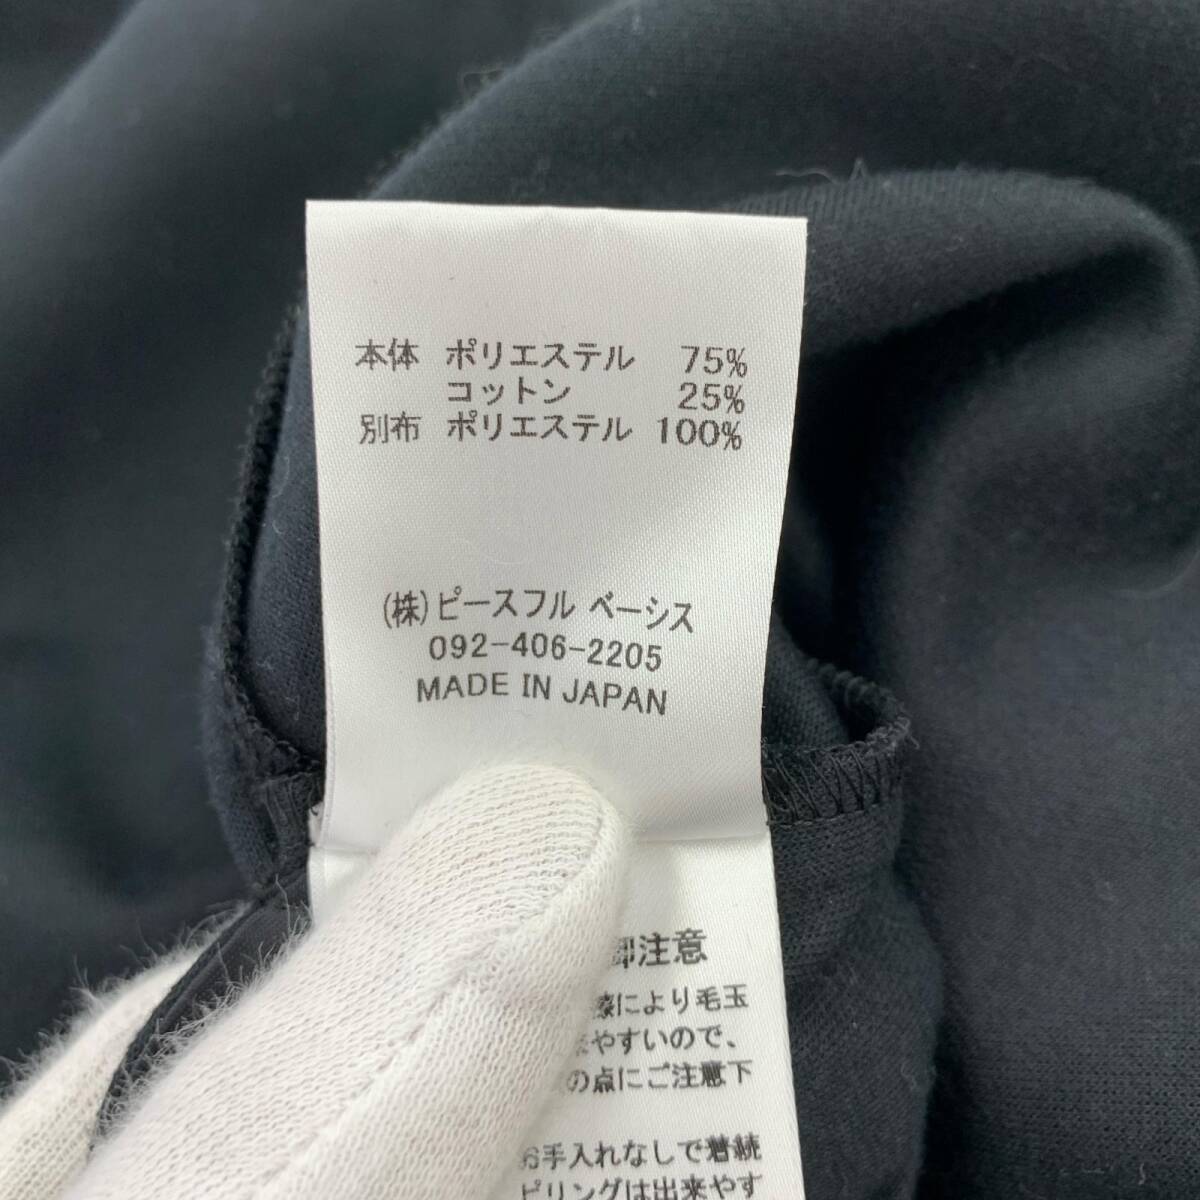 本体 ポリエステル 75%
コットン 25%
別布 ポリエステル 100%
(株)ピースフル ベーシス
092-406-2205
MADE IN JAPAN
御注意
擦により毛玉
来やすいので、
の点にご注意下
お手入れなしで着続
ピリングは出来やす